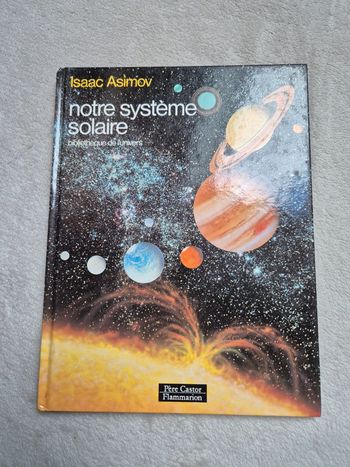 Isaac Asimov
notre système
solaire
bibliothèque de l'univers
Père Castor
Flammarion